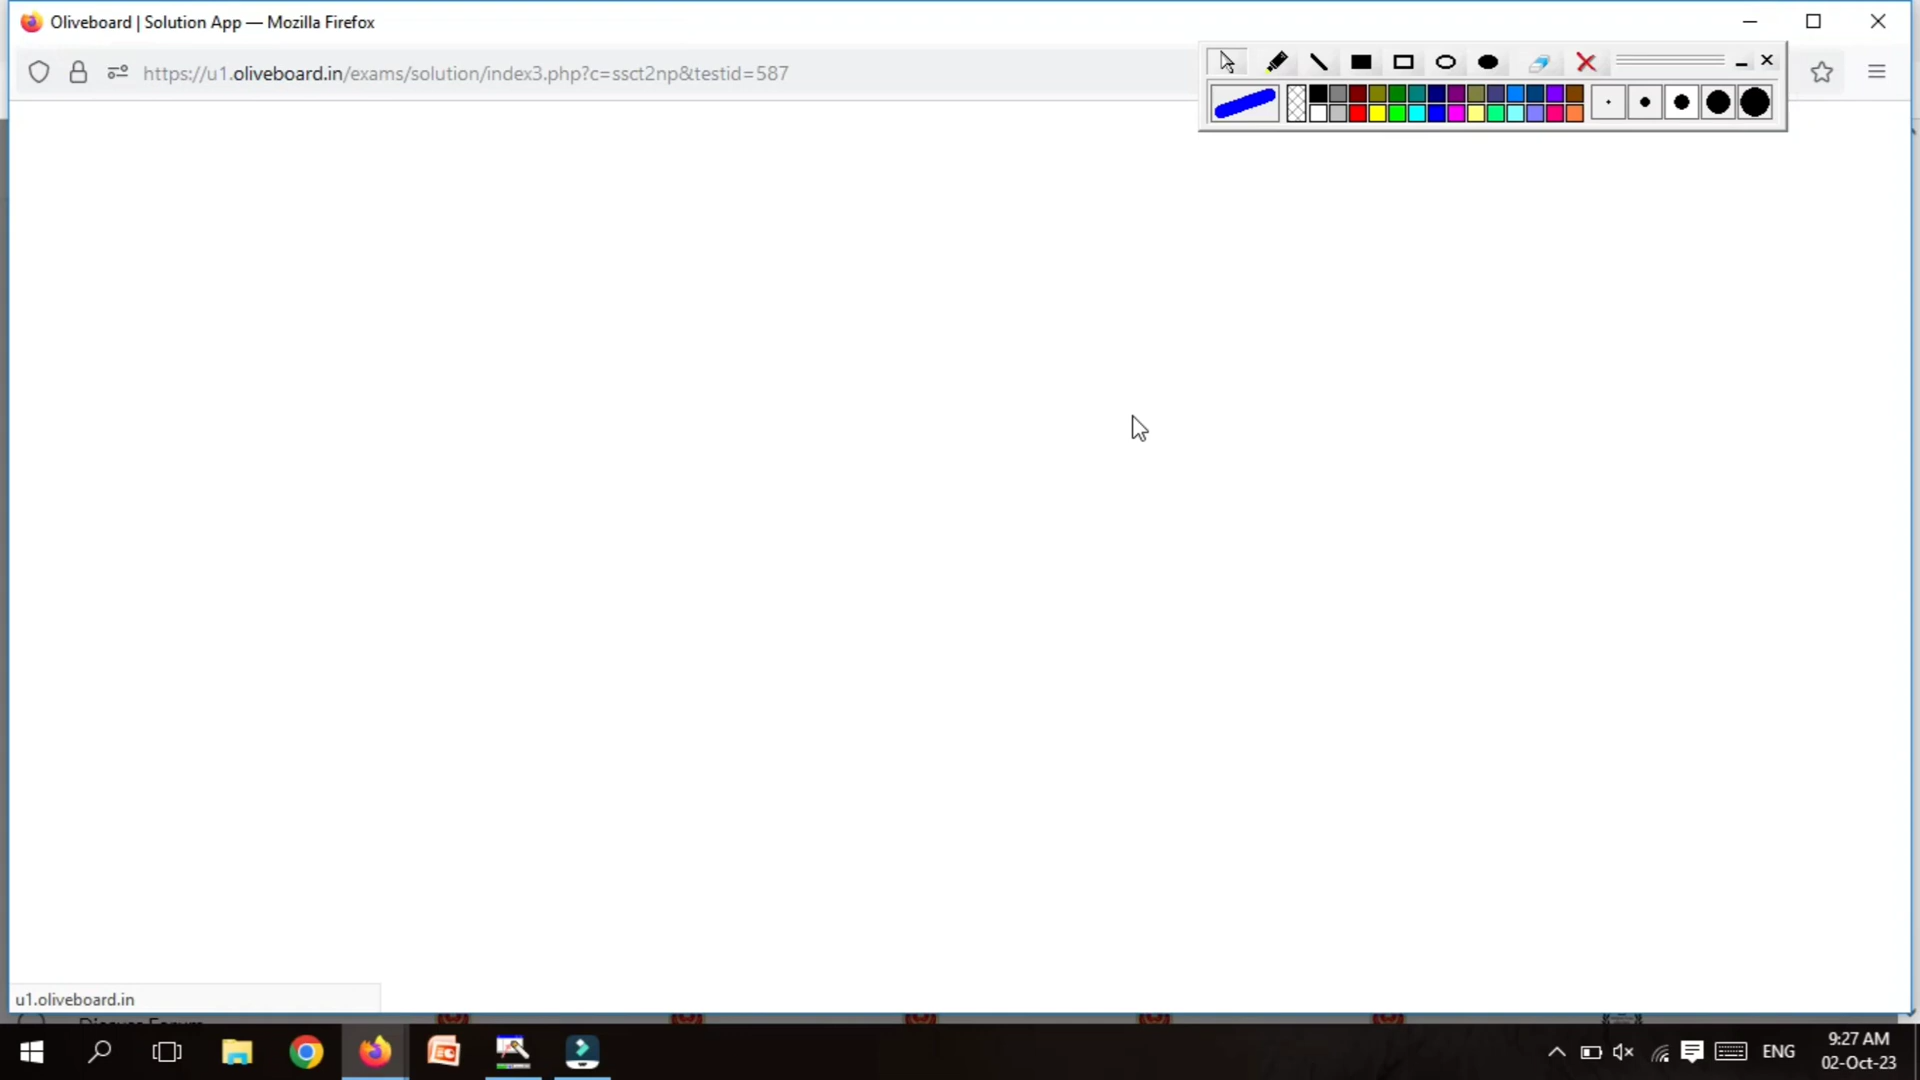 Oliveboard | Solution App — Mozilla Firefox
https://u1.oliveboard.in/exams/solution/index3.php?c=ssct2np&testid=587
u1.oliveboard.in
ENG
9:27 AM
02-Oct-23